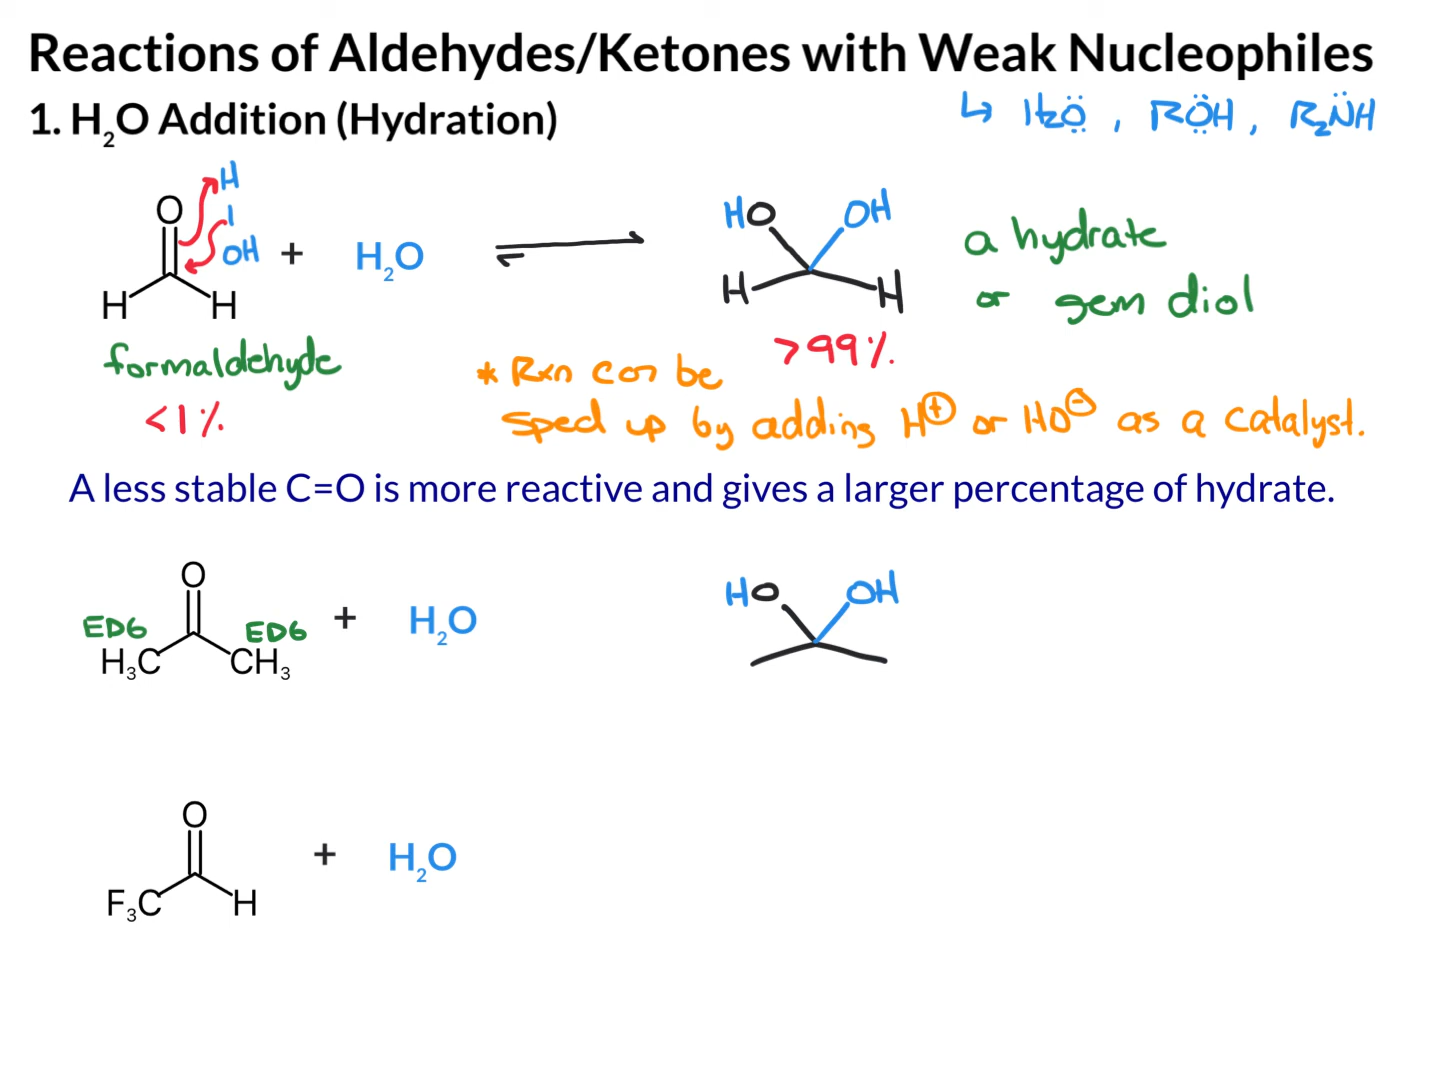 Reactions of Aldehydes/Ketones with Weak Nucleophiles
1. H₂O Addition (Hydration)
↳ H₂Ö, RÖH, R₂N̈H
O H
OH + H₂O
H H
HO OH
H H
a hydrate
or gem diol
formaldehyde
<1%
>99%
* Rxn can be
sped up by adding H⊕ or HO⊖ as a catalyst.
A less stable C=O is more reactive and gives a larger percentage of hydrate.
O
EDG EDG + H₂O
H₃C CH₃
HO OH
O
+ H₂O
F₃C H